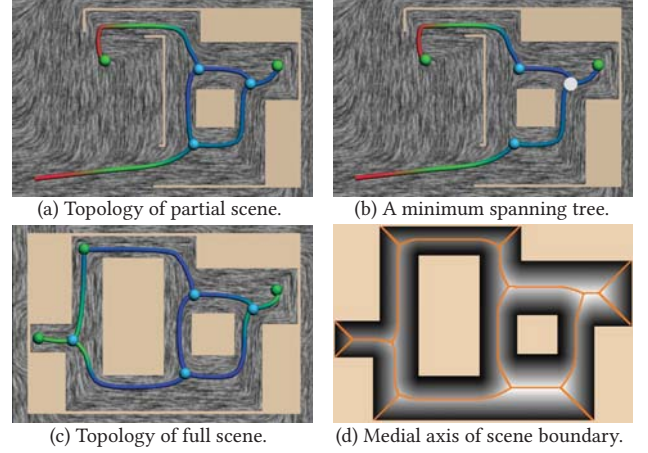 (a) Topology of partial scene.
(b) A minimum spanning tree.
(c) Topology of full scene.
(d) Medial axis of scene boundary.